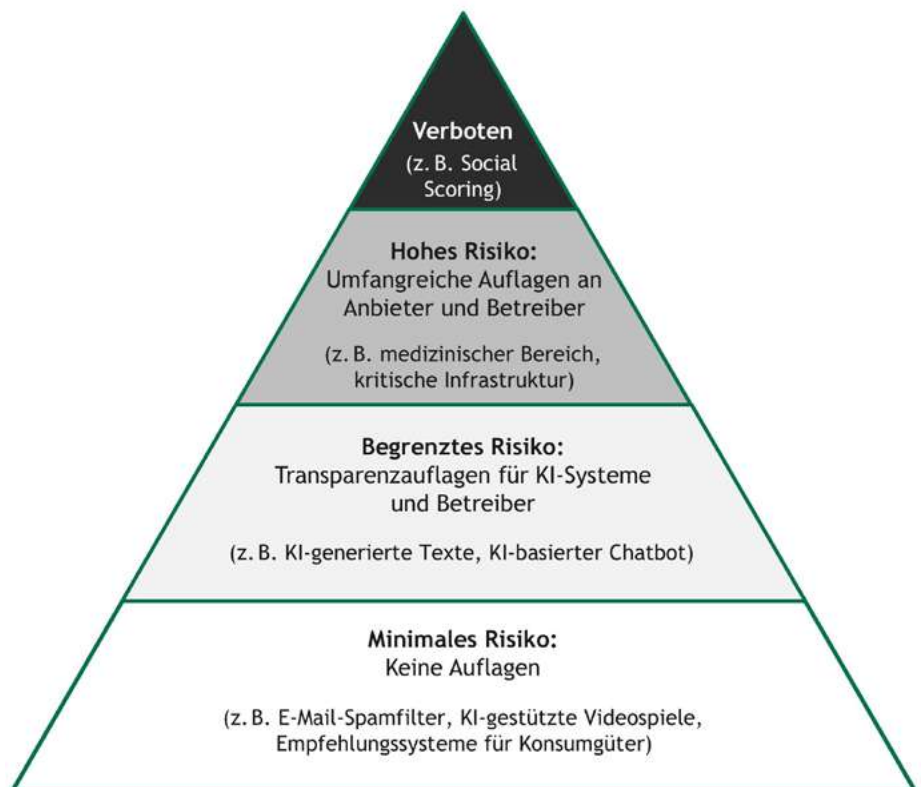 Verboten
(z. B. Social
Scoring)
Hohes Risiko:
Umfangreiche Auflagen an
Anbieter und Betreiber
(z. B. medizinischer Bereich,
kritische Infrastruktur)
Begrenztes Risiko:
Transparenzauflagen für KI-Systeme
und Betreiber
(z. B. KI-generierte Texte, KI-basierter Chatbot)
Minimales Risiko:
Keine Auflagen
(z. B. E-Mail-Spamfilter, KI-gestützte Videospiele,
Empfehlungssysteme für Konsumgüter)